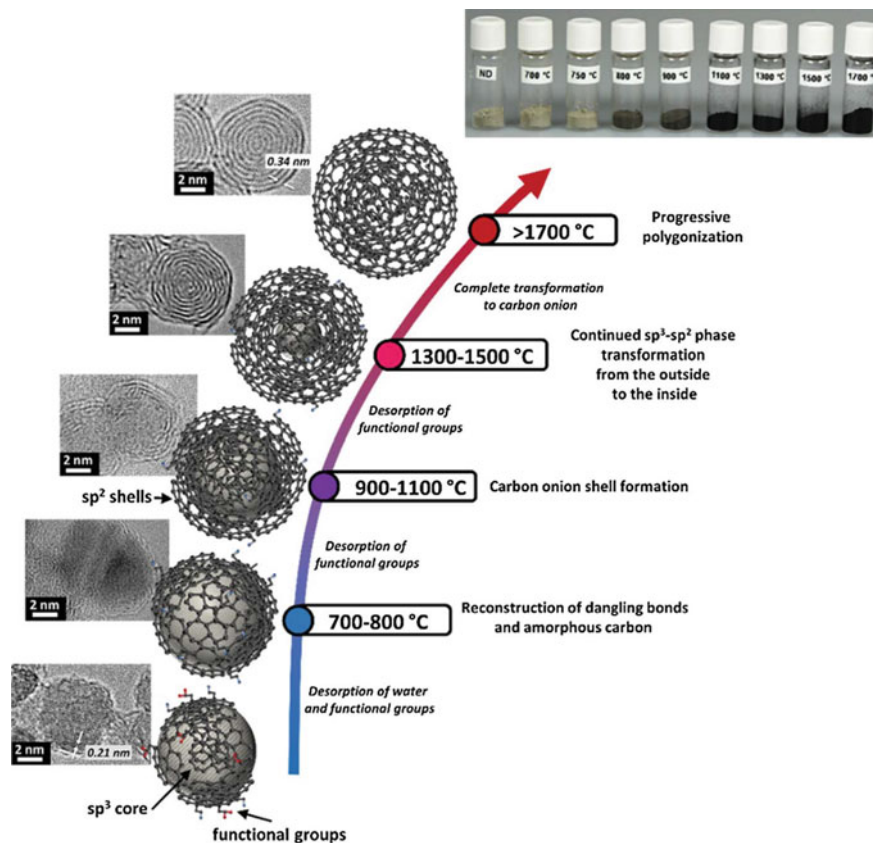 ND
700 °C
750 °C
800 °C
900 °C
1100 °C
1300 °C
1500 °C
1700 °C
0.34 nm
2 nm
>1700 °C
Progressive
polygonization
Complete transformation
to carbon onion
2 nm
1300-1500 °C
Continued sp³-sp² phase
transformation
from the outside
to the inside
Desorption of
functional groups
2 nm
sp² shells
900-1100 °C
Carbon onion shell formation
Desorption of
functional groups
2 nm
700-800 °C
Reconstruction of dangling bonds
and amorphous carbon
Desorption of water
and functional groups
2 nm
0.21 nm
sp³ core
functional groups